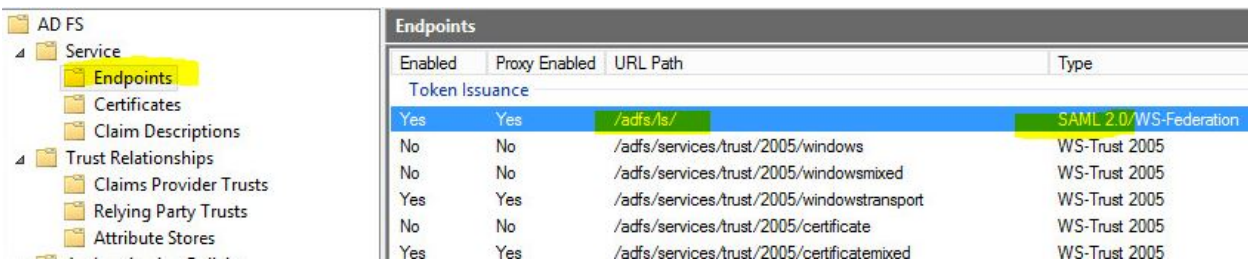 AD FS
Service
Endpoints
Certificates
Claim Descriptions
Trust Relationships
Claims Provider Trusts
Relying Party Trusts
Attribute Stores
Endpoints
Enabled Proxy Enabled URL Path Type
Token Issuance
Yes Yes /adfs/ls/ SAML 2.0/WS-Federation
No No /adfs/services/trust/2005/windows WS-Trust 2005
No No /adfs/services/trust/2005/windowsmixed WS-Trust 2005
Yes Yes /adfs/services/trust/2005/windowstransport WS-Trust 2005
No No /adfs/services/trust/2005/certificate WS-Trust 2005
Yes Yes /adfs/services/trust/2005/certificatemixed WS-Trust 2005